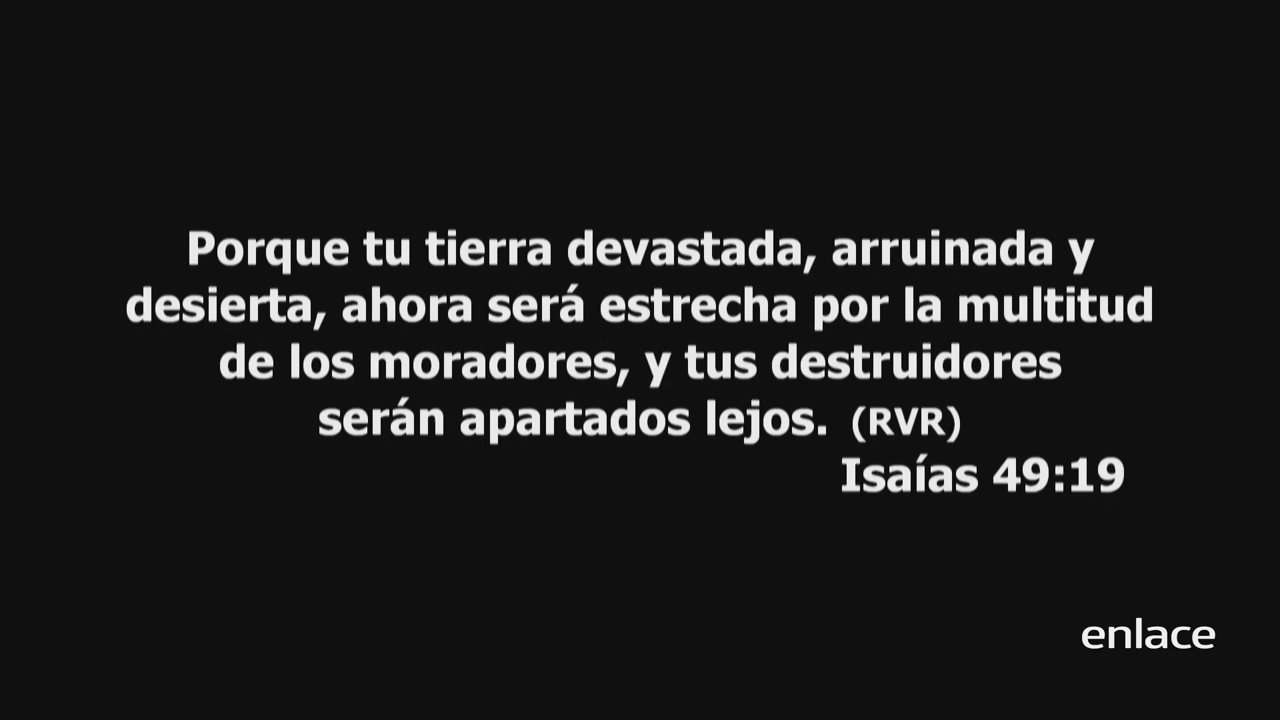 Porque tu tierra devastada, arruinada y
desierta, ahora será estrecha por la multitud
de los moradores, y tus destruidores
serán apartados lejos. (RVR)
Isaías 49:19
enlace